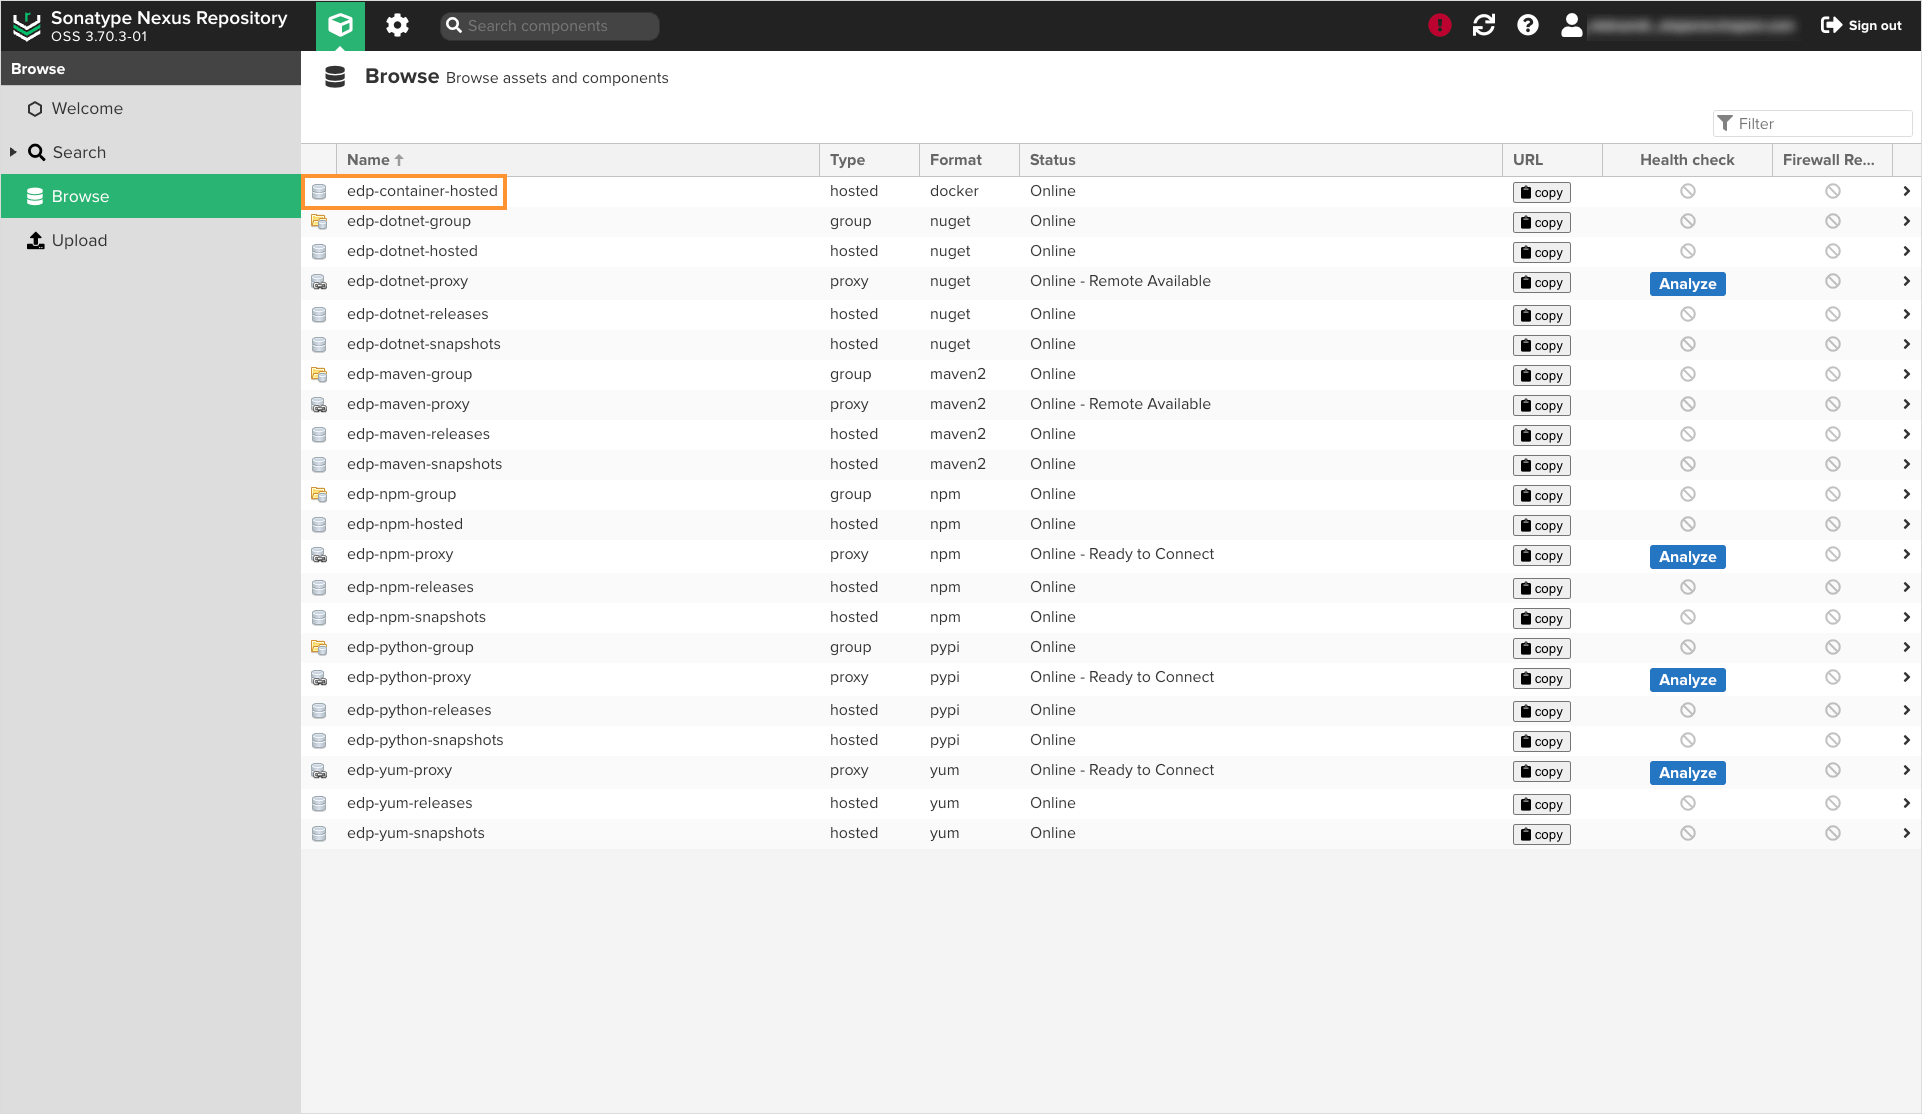 Sonatype Nexus Repository
OSS 3.70.3-01
Search components
Sign out
Browse
Welcome
Search
Browse
Upload
Browse Browse assets and components
Filter
Name Type Format Status URL Health check Firewall Re...
edp-container-hosted hosted docker Online copy
edp-dotnet-group group nuget Online copy
edp-dotnet-hosted hosted nuget Online copy
edp-dotnet-proxy proxy nuget Online - Remote Available copy Analyze
edp-dotnet-releases hosted nuget Online copy
edp-dotnet-snapshots hosted nuget Online copy
edp-maven-group group maven2 Online copy
edp-maven-proxy proxy maven2 Online - Remote Available copy
edp-maven-releases hosted maven2 Online copy
edp-maven-snapshots hosted maven2 Online copy
edp-npm-group group npm Online copy
edp-npm-hosted hosted npm Online copy
edp-npm-proxy proxy npm Online - Ready to Connect copy Analyze
edp-npm-releases hosted npm Online copy
edp-npm-snapshots hosted npm Online copy
edp-python-group group pypi Online copy
edp-python-proxy proxy pypi Online - Ready to Connect copy Analyze
edp-python-releases hosted pypi Online copy
edp-python-snapshots hosted pypi Online copy
edp-yum-proxy proxy yum Online - Ready to Connect copy Analyze
edp-yum-releases hosted yum Online copy
edp-yum-snapshots hosted yum Online copy